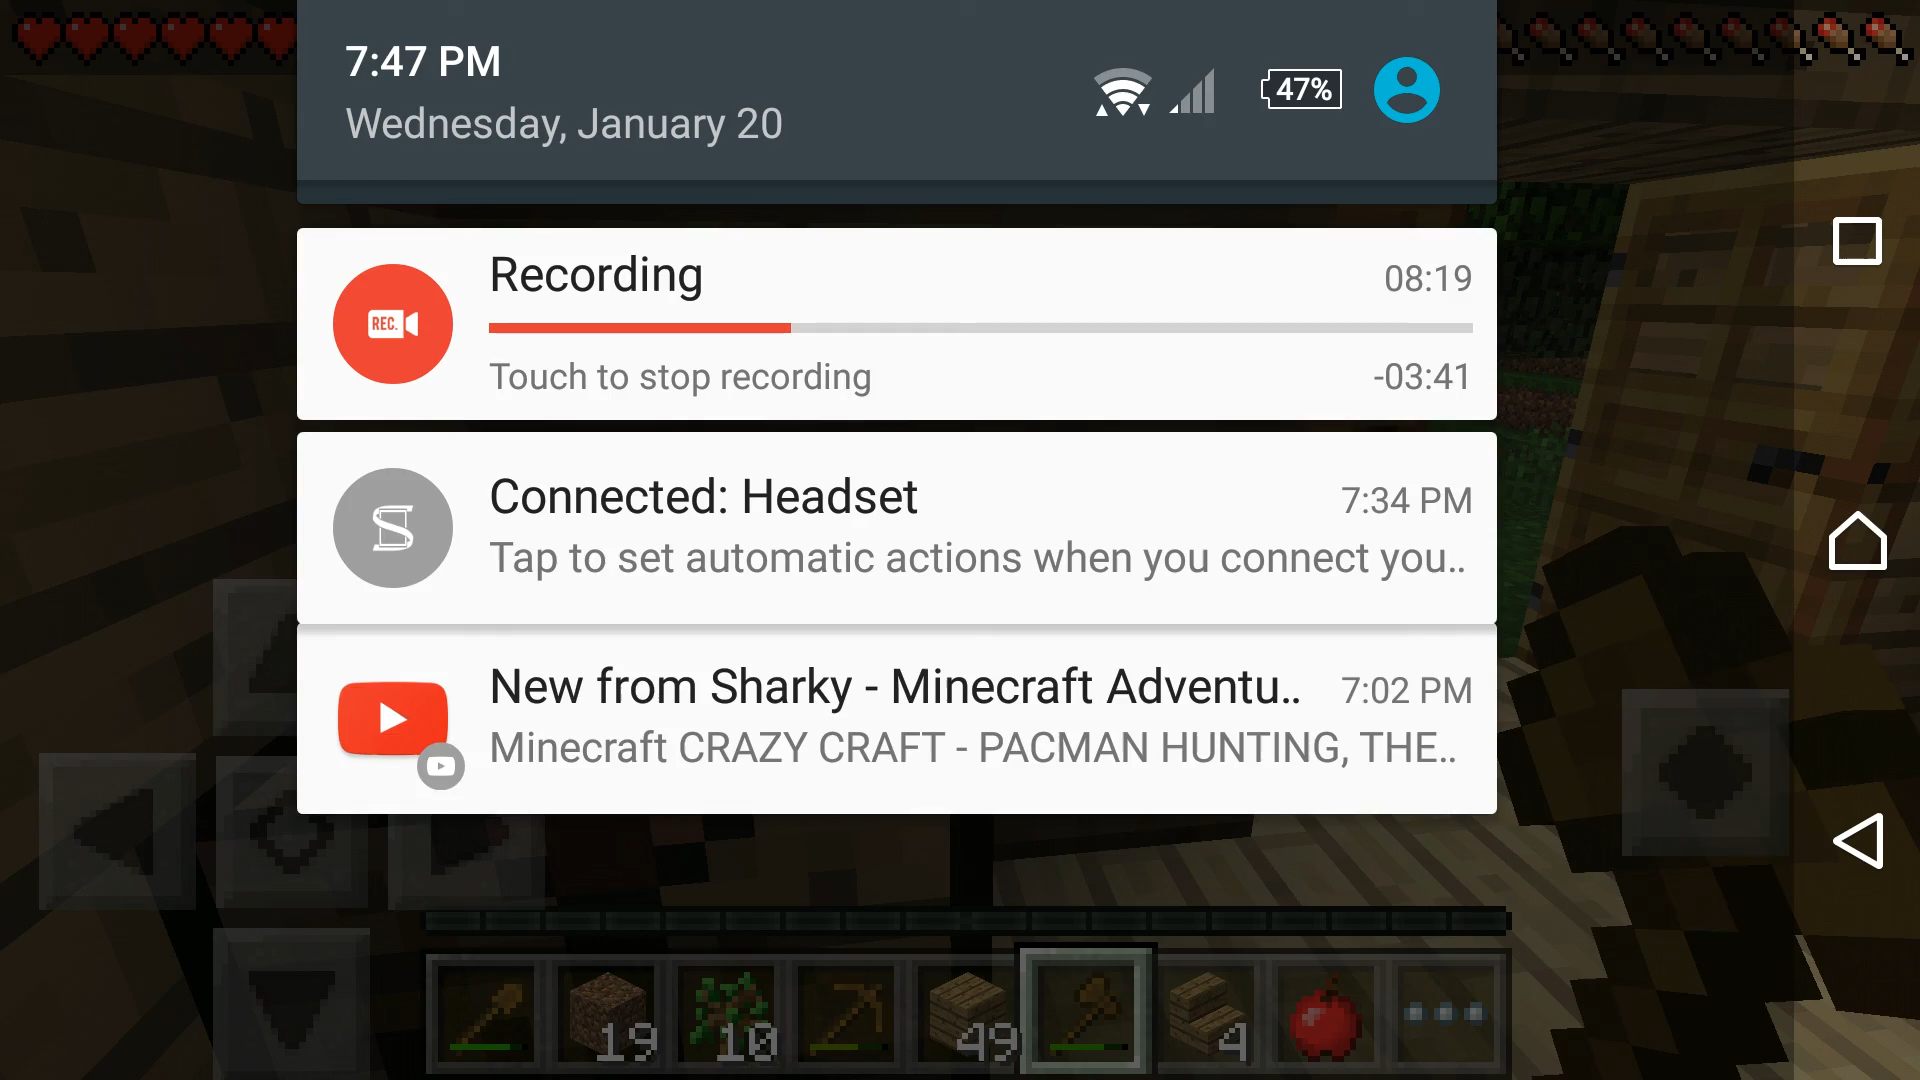 7:47 PM
Wednesday, January 20
47%
Recording
08:19
REC.
Touch to stop recording
-03:41
S
Connected: Headset
7:34 PM
Tap to set automatic actions when you connect you..
New from Sharky - Minecraft Adventu..
7:02 PM
Minecraft CRAZY CRAFT - PACMAN HUNTING, THE..
19
10
49
4